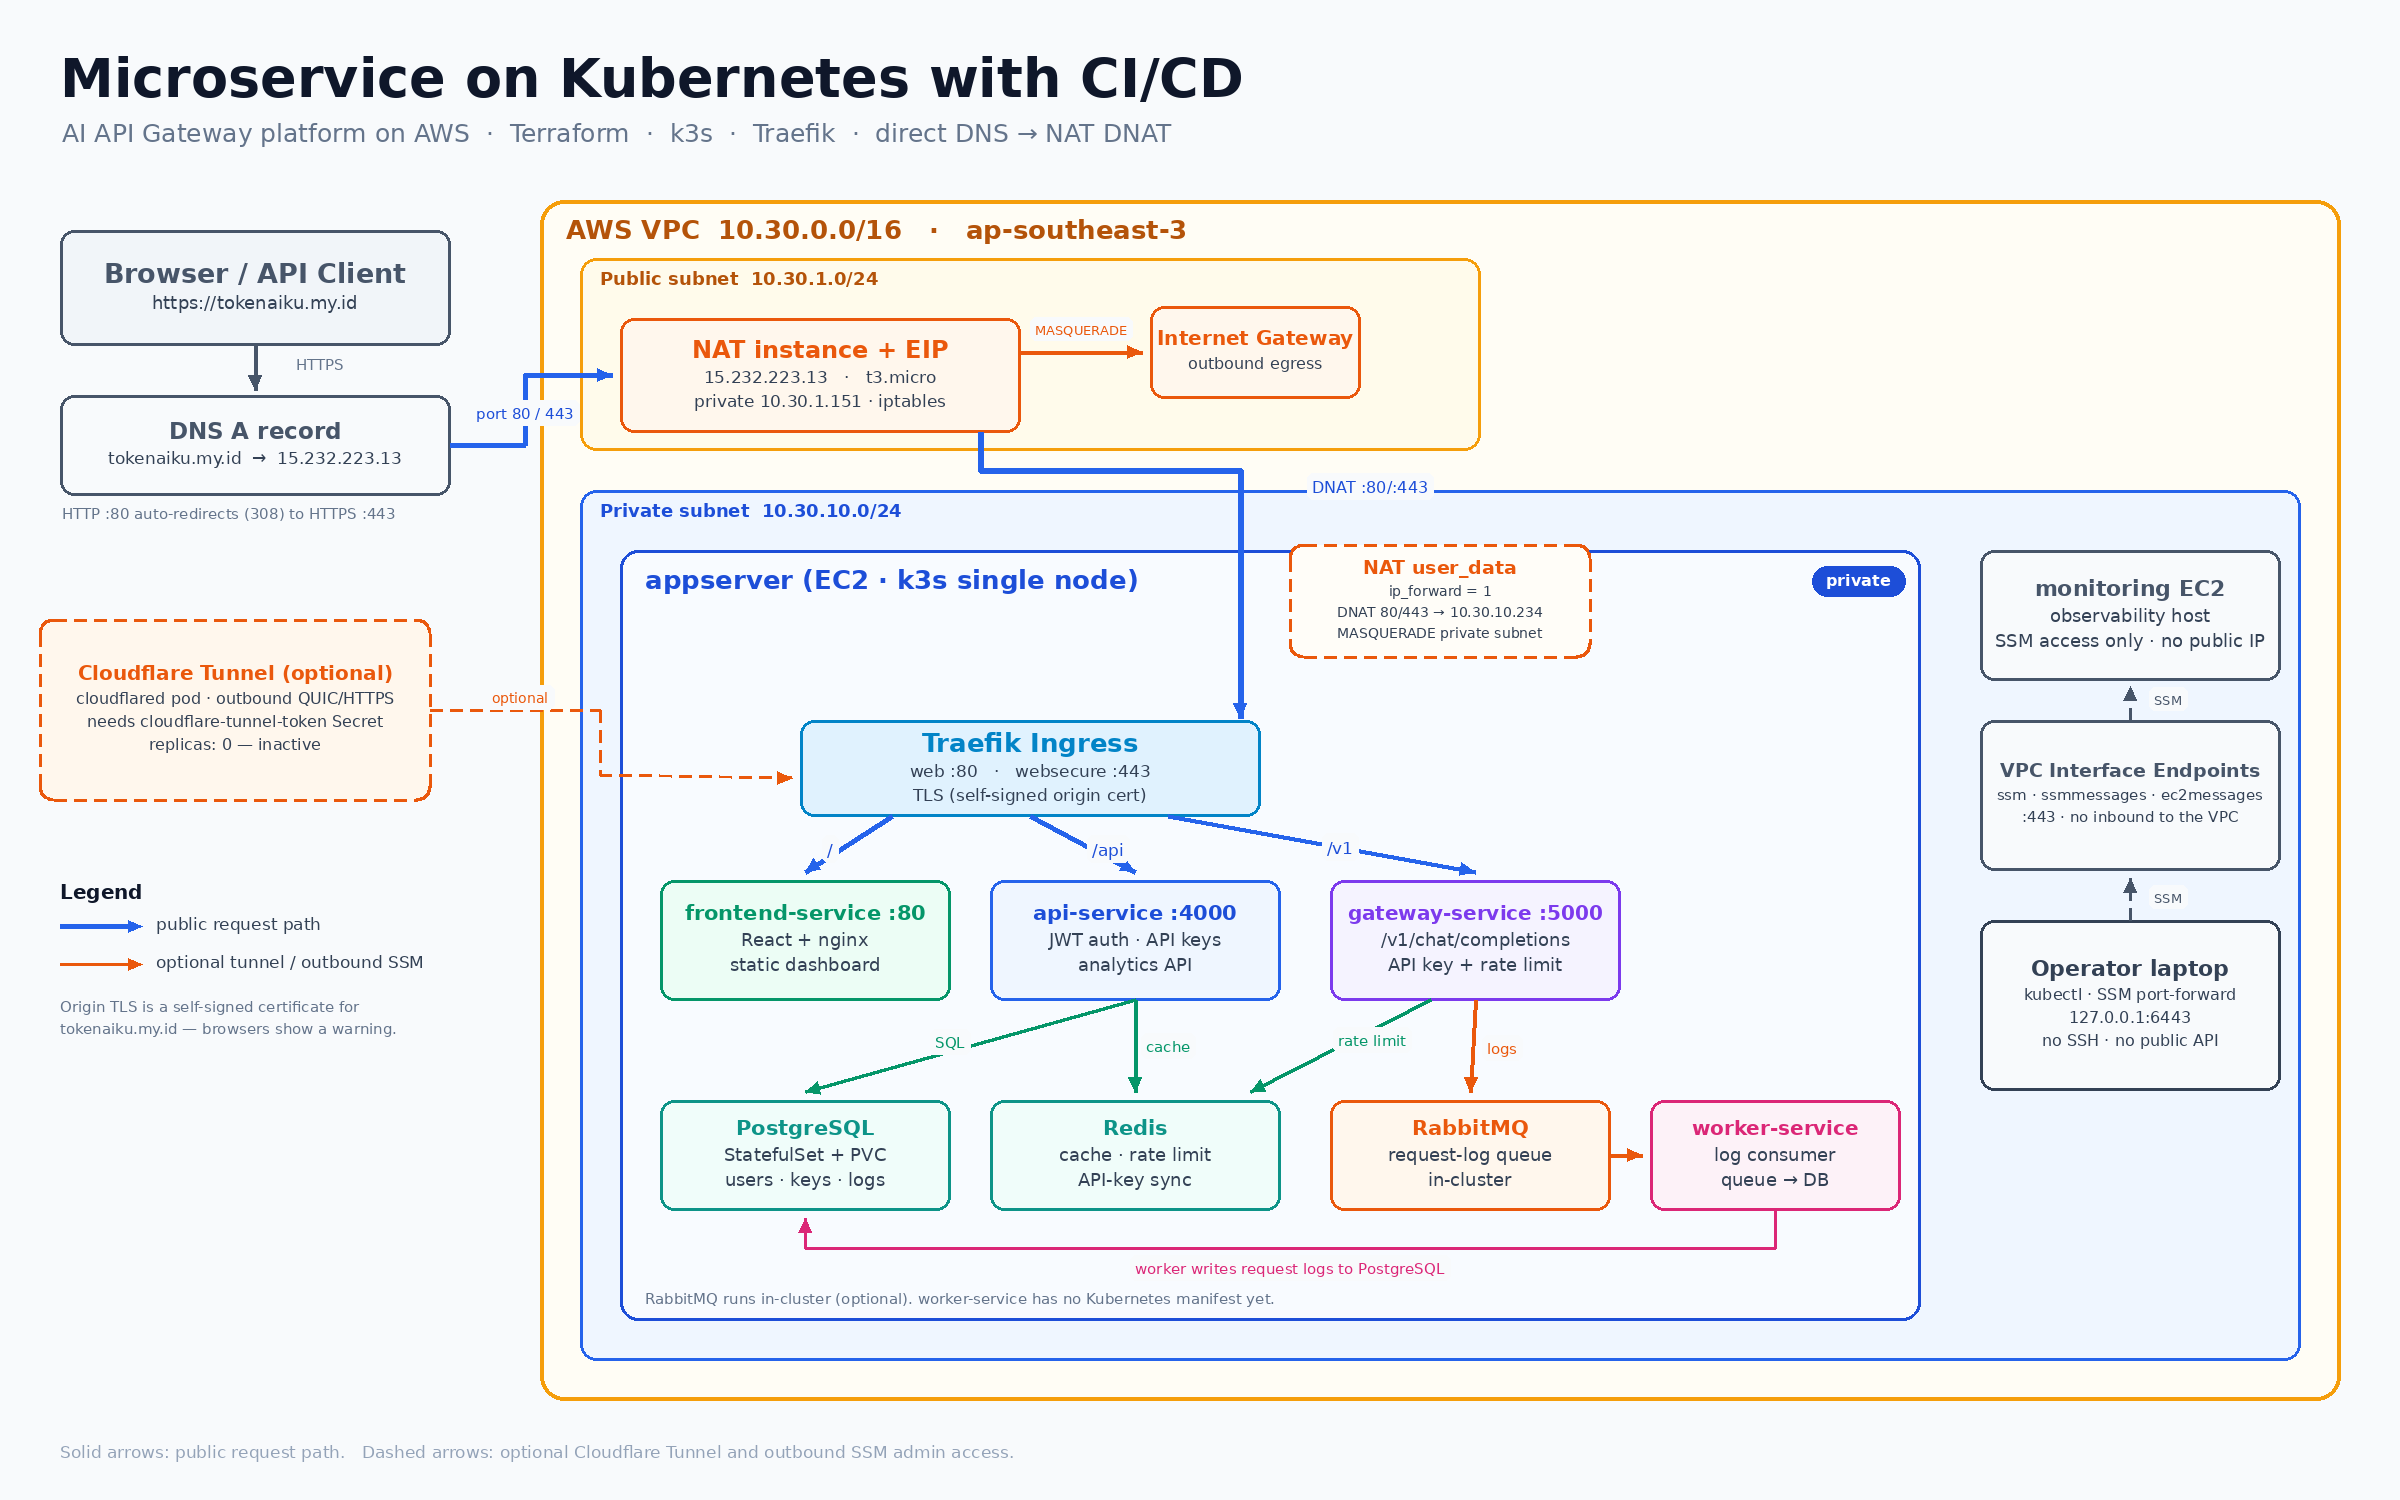 Microservice on Kubernetes with CI/CD
AI API Gateway platform on AWS · Terraform · k3s · Traefik · direct DNS → NAT DNAT
Browser / API Client
https://tokenaiku.my.id
HTTPS
DNS A record
tokenaiku.my.id → 15.232.223.13
HTTP :80 auto-redirects (308) to HTTPS :443
port 80 / 443
Cloudflare Tunnel (optional)
cloudflared pod · outbound QUIC/HTTPS
needs cloudflare-tunnel-token Secret
replicas: 0 — inactive
optional
Legend
public request path
optional tunnel / outbound SSM
Origin TLS is a self-signed certificate for
tokenaiku.my.id — browsers show a warning.
AWS VPC 10.30.0.0/16 · ap-southeast-3
Public subnet 10.30.1.0/24
NAT instance + EIP
15.232.223.13 · t3.micro
private 10.30.1.151 · iptables
MASQUERADE
Internet Gateway
outbound egress
DNAT :80/:443
Private subnet 10.30.10.0/24
appserver (EC2 · k3s single node)
NAT user_data
ip_forward = 1
DNAT 80/443 → 10.30.10.234
MASQUERADE private subnet
private
Traefik Ingress
web :80 · websecure :443
TLS (self-signed origin cert)
/
/api
/v1
frontend-service :80
React + nginx
static dashboard
api-service :4000
JWT auth · API keys
analytics API
gateway-service :5000
/v1/chat/completions
API key + rate limit
SQL
cache
rate limit
logs
PostgreSQL
StatefulSet + PVC
users · keys · logs
Redis
cache · rate limit
API-key sync
RabbitMQ
request-log queue
in-cluster
worker-service
log consumer
queue → DB
worker writes request logs to PostgreSQL
RabbitMQ runs in-cluster (optional). worker-service has no Kubernetes manifest yet.
monitoring EC2
observability host
SSM access only · no public IP
SSM
VPC Interface Endpoints
ssm · ssmmessages · ec2messages
:443 · no inbound to the VPC
SSM
Operator laptop
kubectl · SSM port-forward
127.0.0.1:6443
no SSH · no public API
Solid arrows: public request path. Dashed arrows: optional Cloudflare Tunnel and outbound SSM admin access.